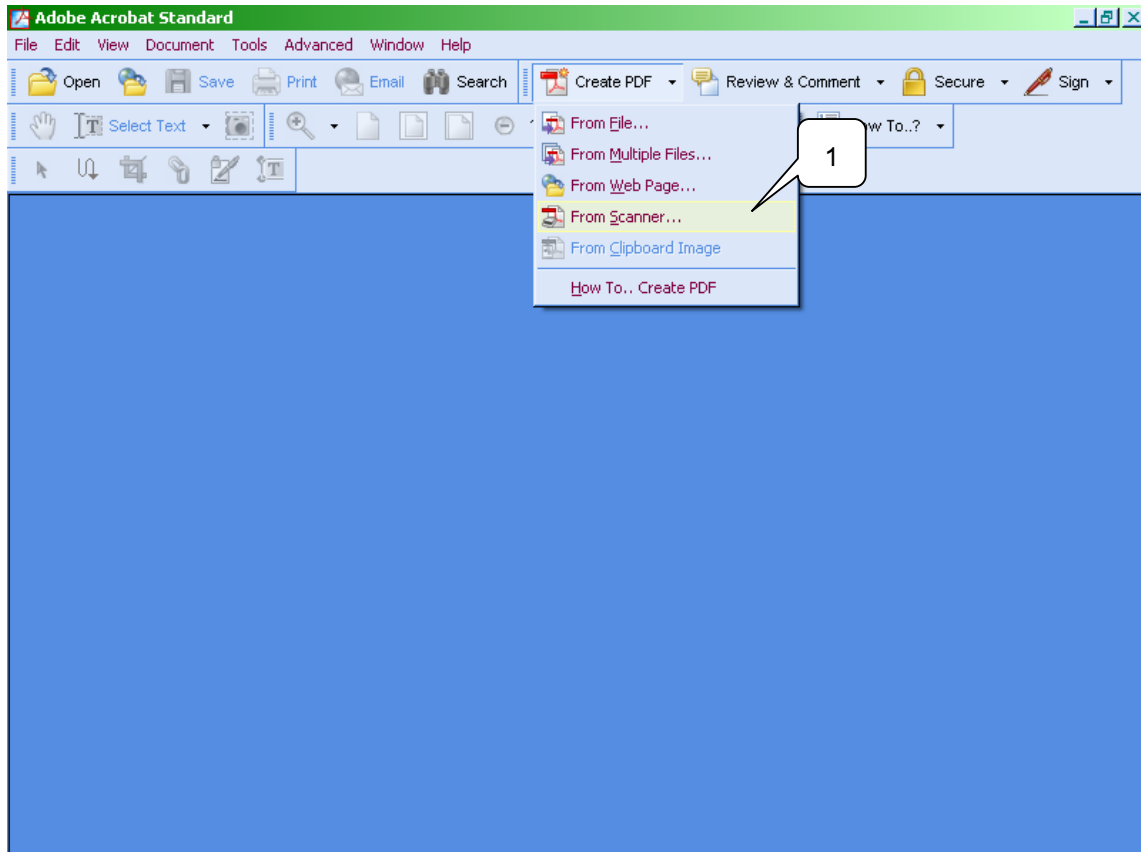 Adobe Acrobat Standard
File Edit View Document Tools Advanced Window Help
Open Save Print Email Search Create PDF Review & Comment Secure Sign
Select Text To..?
From File...
From Multiple Files...
1
From Web Page...
From Scanner...
From Clipboard Image
How To.. Create PDF